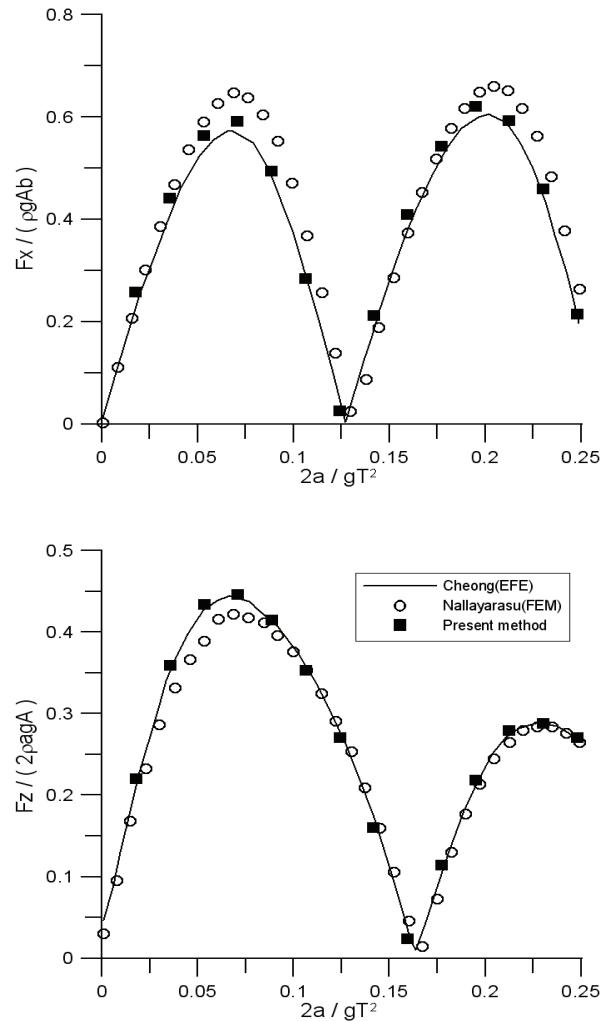 0.8
0.6
0.4
0.2
0
Fx / ( ρgAb )
0 0.05 0.1 0.15 0.2 0.25
2a / gT²
0.5
0.4
0.3
0.2
0.1
0
Fz / ( 2ρagA )
Cheong(EFE)
Nallayarasu(FEM)
Present method
0 0.05 0.1 0.15 0.2 0.25
2a / gT²